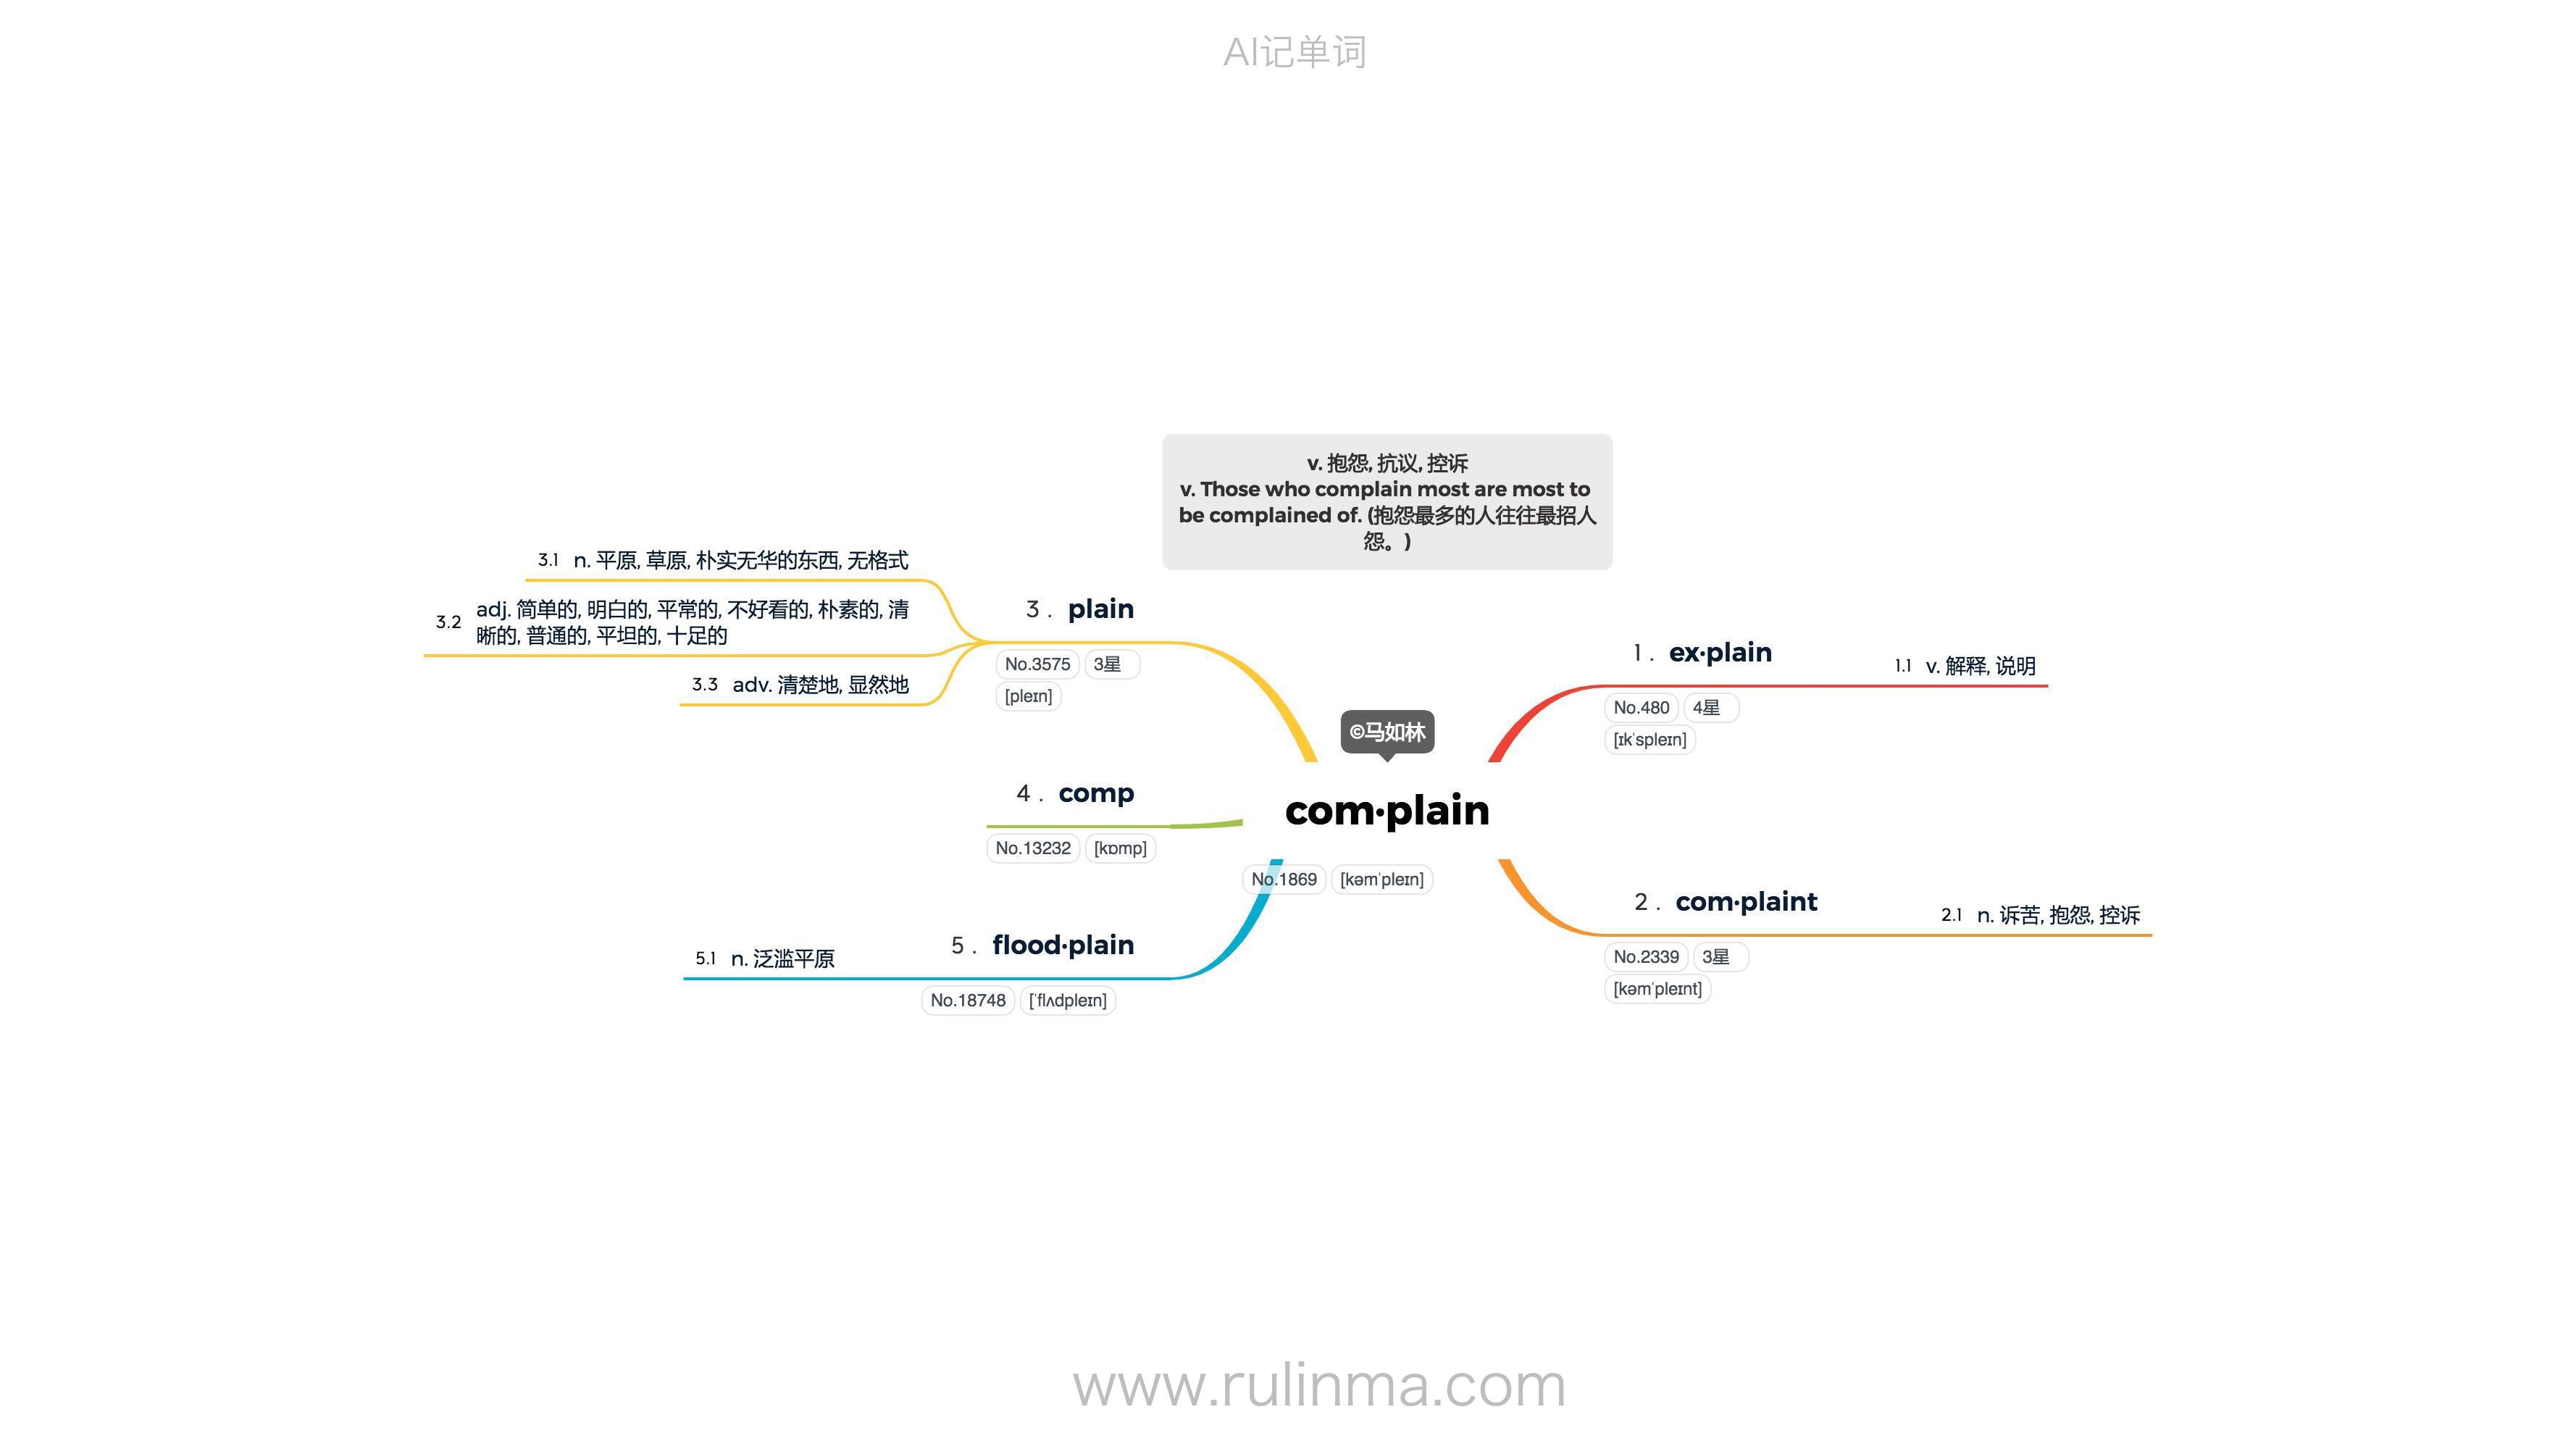 AI记单词
v. 抱怨, 抗议, 控诉
v. Those who complain most are most to
be complained of. (抱怨最多的人往往最招人
怨。)
©马如林
com·plain
No.1869 [kəmˈpleɪn]
1. ex·plain
No.480 4星
[ɪkˈspleɪn]
1.1 v. 解释, 说明
2. com·plaint
No.2339 3星
[kəmˈpleɪnt]
2.1 n. 诉苦, 抱怨, 控诉
3. plain
No.3575 3星
[pleɪn]
3.1 n. 平原, 草原, 朴实无华的东西, 无格式
3.2 adj. 简单的, 明白的, 平常的, 不好看的, 朴素的, 清
晰的, 普通的, 平坦的, 十足的
3.3 adv. 清楚地, 显然地
4. comp
No.13232 [kɒmp]
5. flood·plain
No.18748 [ˈflʌdpleɪn]
5.1 n. 泛滥平原
www.rulinma.com